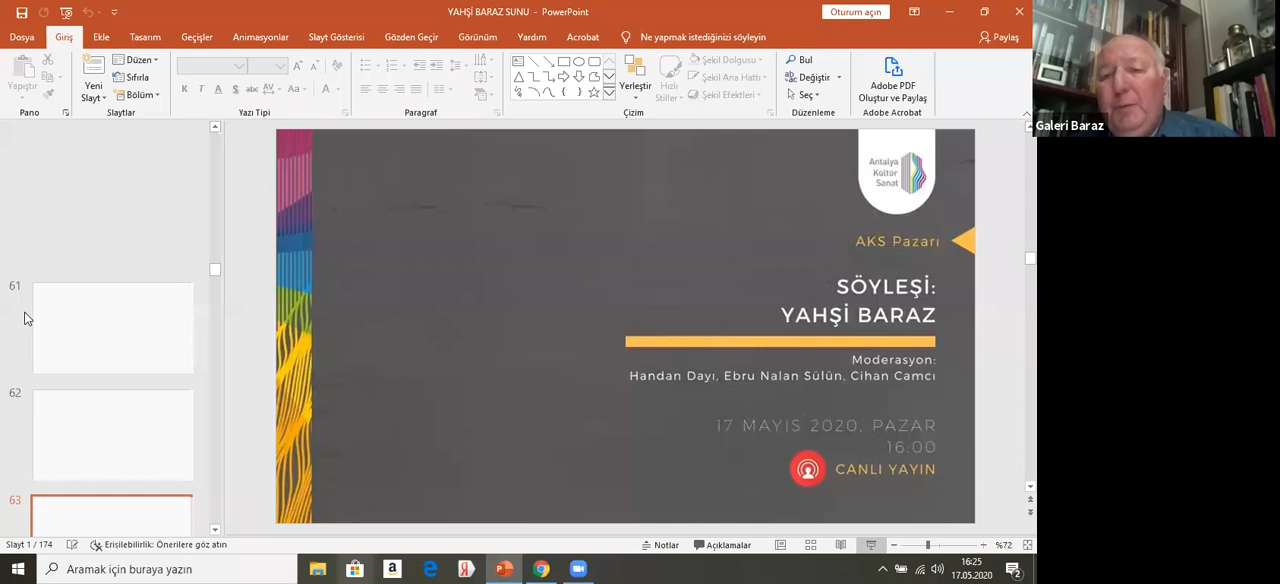 YAHŞİ BARAZ SUNU - PowerPoint
Oturum açın
Dosya
Giriş
Ekle
Tasarım
Geçişler
Animasyonlar
Slayt Gösterisi
Gözden Geçir
Görünüm
Yardım
Acrobat
Ne yapmak istediğinizi söyleyin
Paylaş
Yapıştır
Yeni
Slayt
Düzen
Sıfırla
Bölüm
K T A S abc AV Aa A
Yerleştir
Hızlı
Stiller
Şekil Dolgusu
Şekil Ana Hattı
Şekil Efektleri
Bul
Değiştir
Seç
Adobe PDF
Oluştur ve Paylaş
Pano
Slaytlar
Yazı Tipi
Paragraf
Çizim
Düzenleme
Adobe Acrobat
Galeri Baraz
61
62
63
Antalya
Kültür
Sanat
AKS Pazarı
SÖYLEŞİ:
YAHŞİ BARAZ
Moderasyon:
Handan Dayı, Ebru Nalan Sülün, Cihan Camcı
17 MAYIS 2020, PAZAR
16:00
CANLI YAYIN
Slayt 1 / 174
Erişilebilirlik: Önerilere göz atın
Notlar
Açıklamalar
%72
Aramak için buraya yazın
16:25
17.05.2020
2